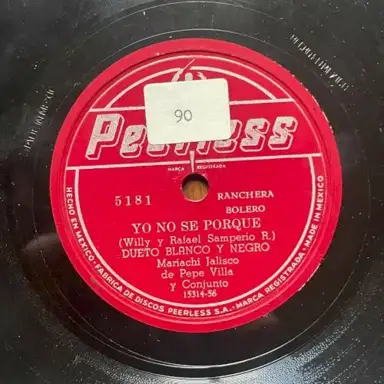 90
Peerless
MARCA REGISTRADA
5181
RANCHERA
BOLERO
YO NO SE PORQUE
(Willy y Rafael Samperio R.)
DUETO BLANCO Y NEGRO
Mariachi Jalisco
de Pepe Villa
y Conjunto
15314-56
HECHO EN MEXICO.-FABRICA DE DISCOS PEERLESS S.A.-MARCA REGISTRADA.-MADE IN MEXICO